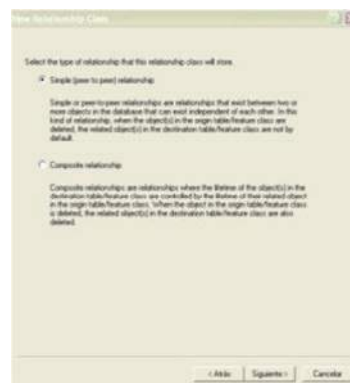 New Relationship Class
Select the type of relationship that this relationship class will store.
Simple (peer to peer) relationship
Simple or peer-to-peer relationships are relationships that exist between two or
more objects in the database that can exist independent of each other. In this
kind of relationship, when the object(s) in the origin table/feature class are
deleted, the related object(s) in the destination table/feature class are not by
default.
Composite relationship
Composite relationships are relationships where the lifetime of the object(s) in the
destination table/feature class are controlled by the lifetime of their related object
in the origin table/feature class. When the object in the origin table/feature class
is deleted, the related object(s) in the destination table/feature class are also
deleted.
< Atrás
Siguiente >
Cancelar